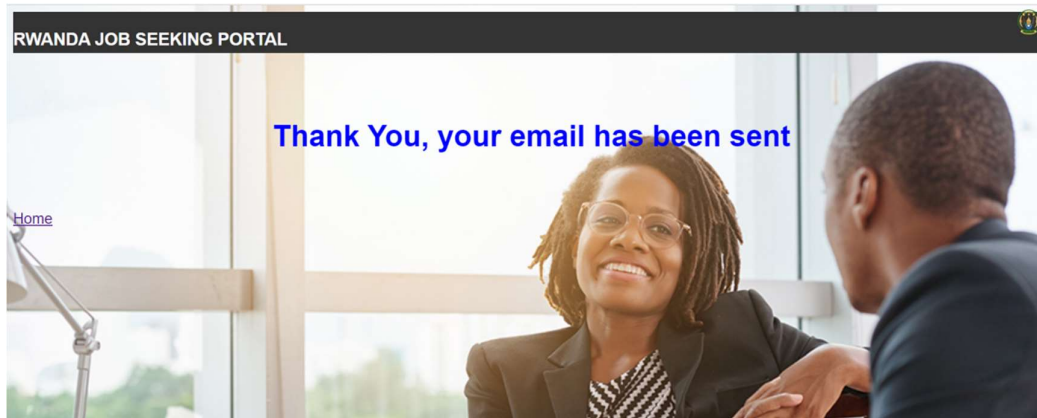 RWANDA JOB SEEKING PORTAL
Thank You, your email has been sent
Home